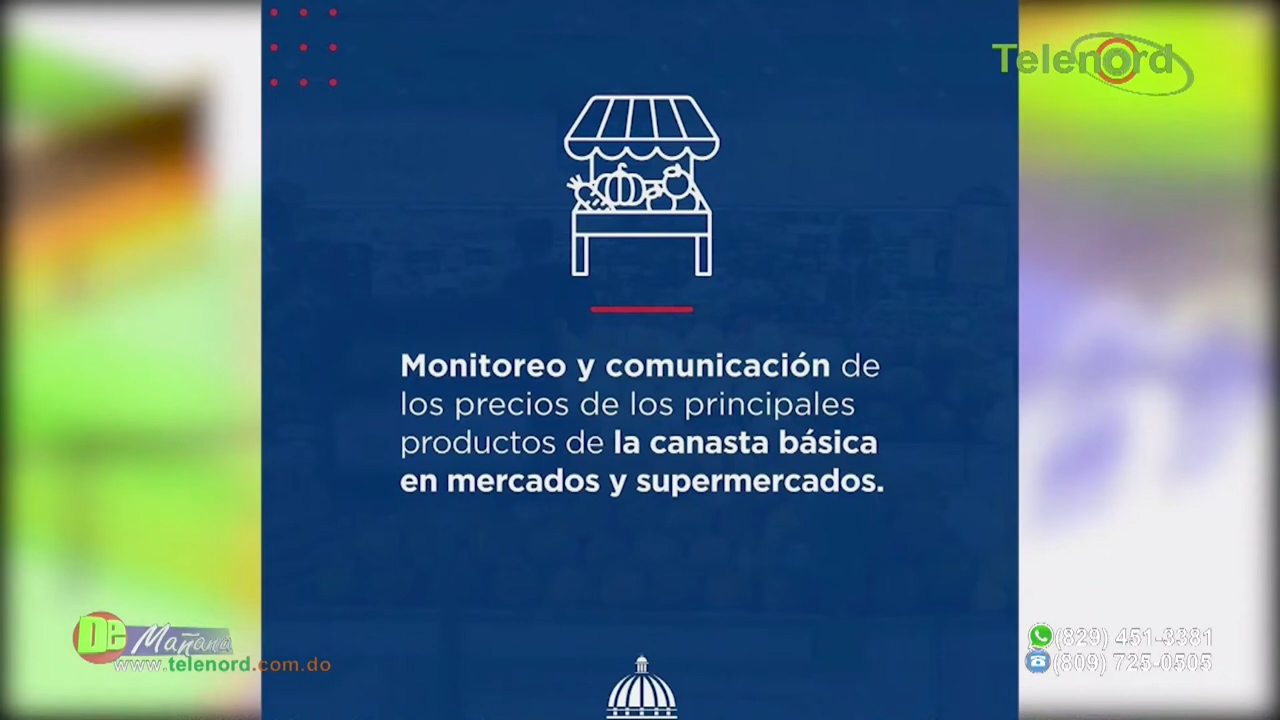 Telenord
Monitoreo y comunicación de
los precios de los principales
productos de la canasta básica
en mercados y supermercados.
De Mañana
www.telenord.com.do
(829) 451-3381
(809) 725-0505